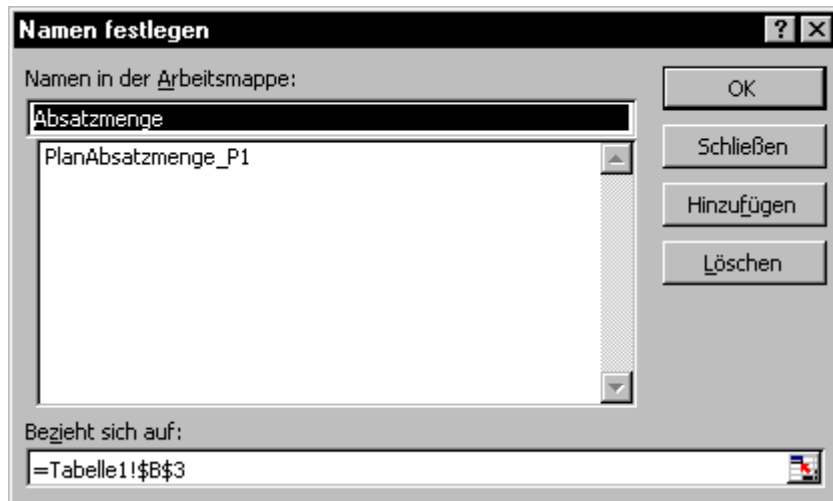 Namen festlegen
Namen in der Arbeitsmappe:
Absatzmenge
PlanAbsatzmenge_P1
OK
Schließen
Hinzufügen
Löschen
Bezieht sich auf:
=Tabelle1!$B$3